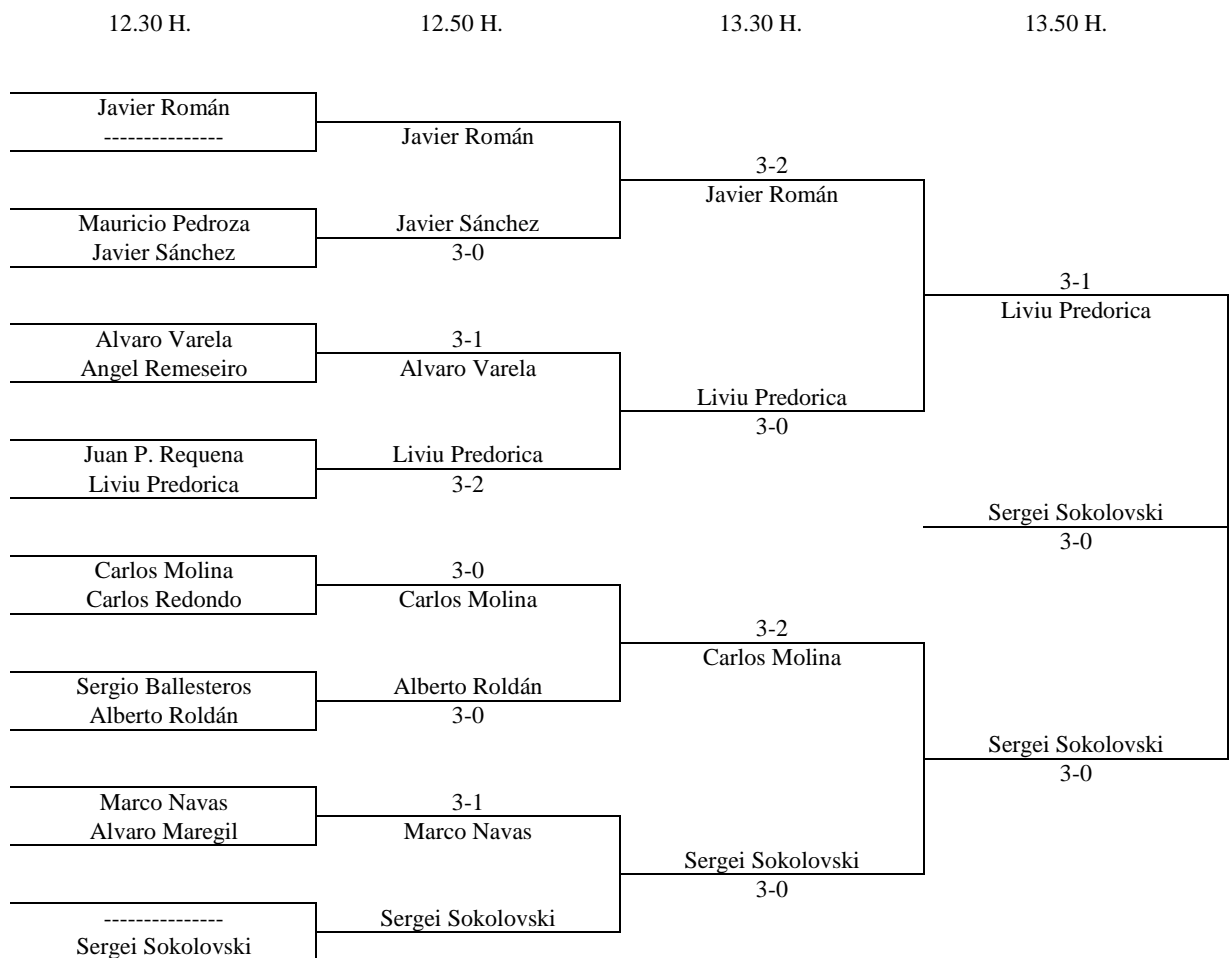 12.30 H. 12.50 H. 13.30 H. 13.50 H.
Javier Román
---------------
Javier Román
3-2
Javier Román
Mauricio Pedroza
Javier Sánchez
Javier Sánchez
3-0
3-1
Liviu Predorica
Alvaro Varela
Angel Remeseiro
3-1
Alvaro Varela
Liviu Predorica
3-0
Juan P. Requena
Liviu Predorica
Liviu Predorica
3-2
Sergei Sokolovski
3-0
Carlos Molina
Carlos Redondo
3-0
Carlos Molina
3-2
Carlos Molina
Sergio Ballesteros
Alberto Roldán
Alberto Roldán
3-0
Sergei Sokolovski
3-0
Marco Navas
Alvaro Maregil
3-1
Marco Navas
Sergei Sokolovski
3-0
---------------
Sergei Sokolovski
Sergei Sokolovski